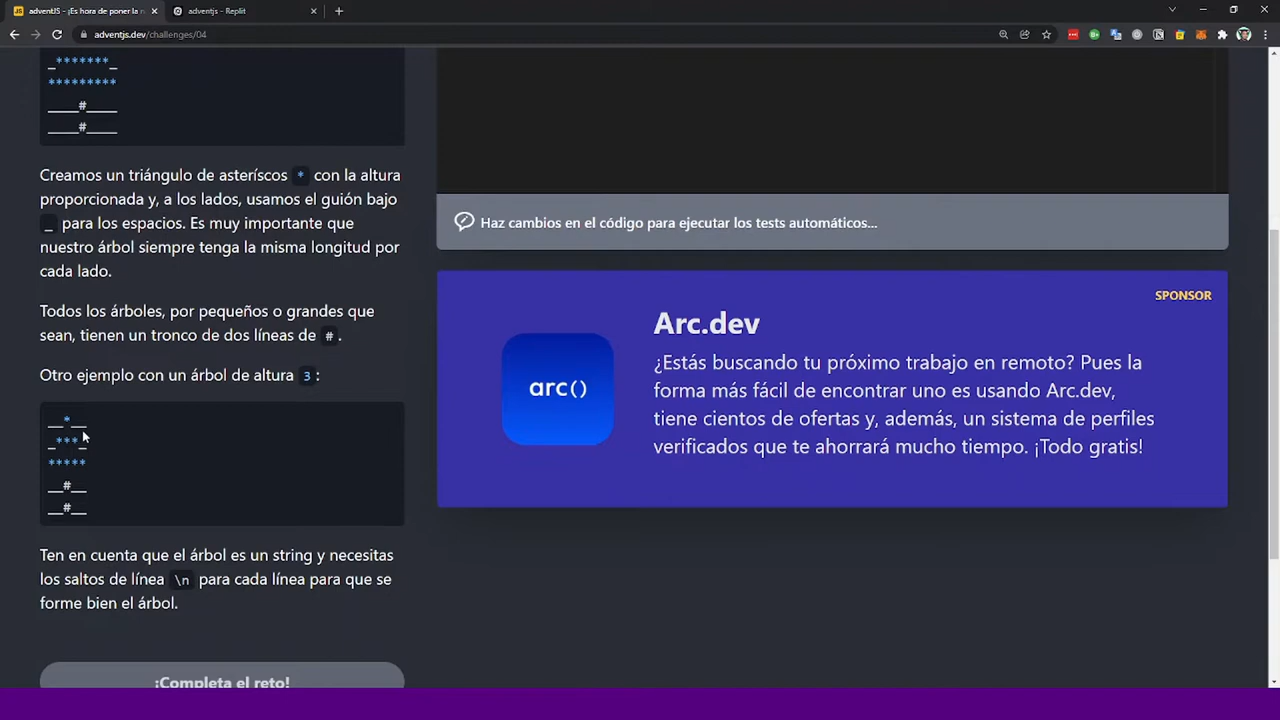 adventJS - ¡Es hora de poner la n
adventjs - Replit
adventjs.dev/challenges/04
_*******_
*********
____#____
____#____
Creamos un triángulo de asteríscos * con la altura
proporcionada y, a los lados, usamos el guión bajo
_ para los espacios. Es muy importante que
nuestro árbol siempre tenga la misma longitud por
cada lado.
Todos los árboles, por pequeños o grandes que
sean, tienen un tronco de dos líneas de #.
Otro ejemplo con un árbol de altura 3:
__*__
_***_
*****
__#__
__#__
Ten en cuenta que el árbol es un string y necesitas
los saltos de línea \n para cada línea para que se
forme bien el árbol.
¡Completa el reto!
Haz cambios en el código para ejecutar los tests automáticos...
SPONSOR
arc()
Arc.dev
¿Estás buscando tu próximo trabajo en remoto? Pues la
forma más fácil de encontrar uno es usando Arc.dev,
tiene cientos de ofertas y, además, un sistema de perfiles
verificados que te ahorrará mucho tiempo. ¡Todo gratis!